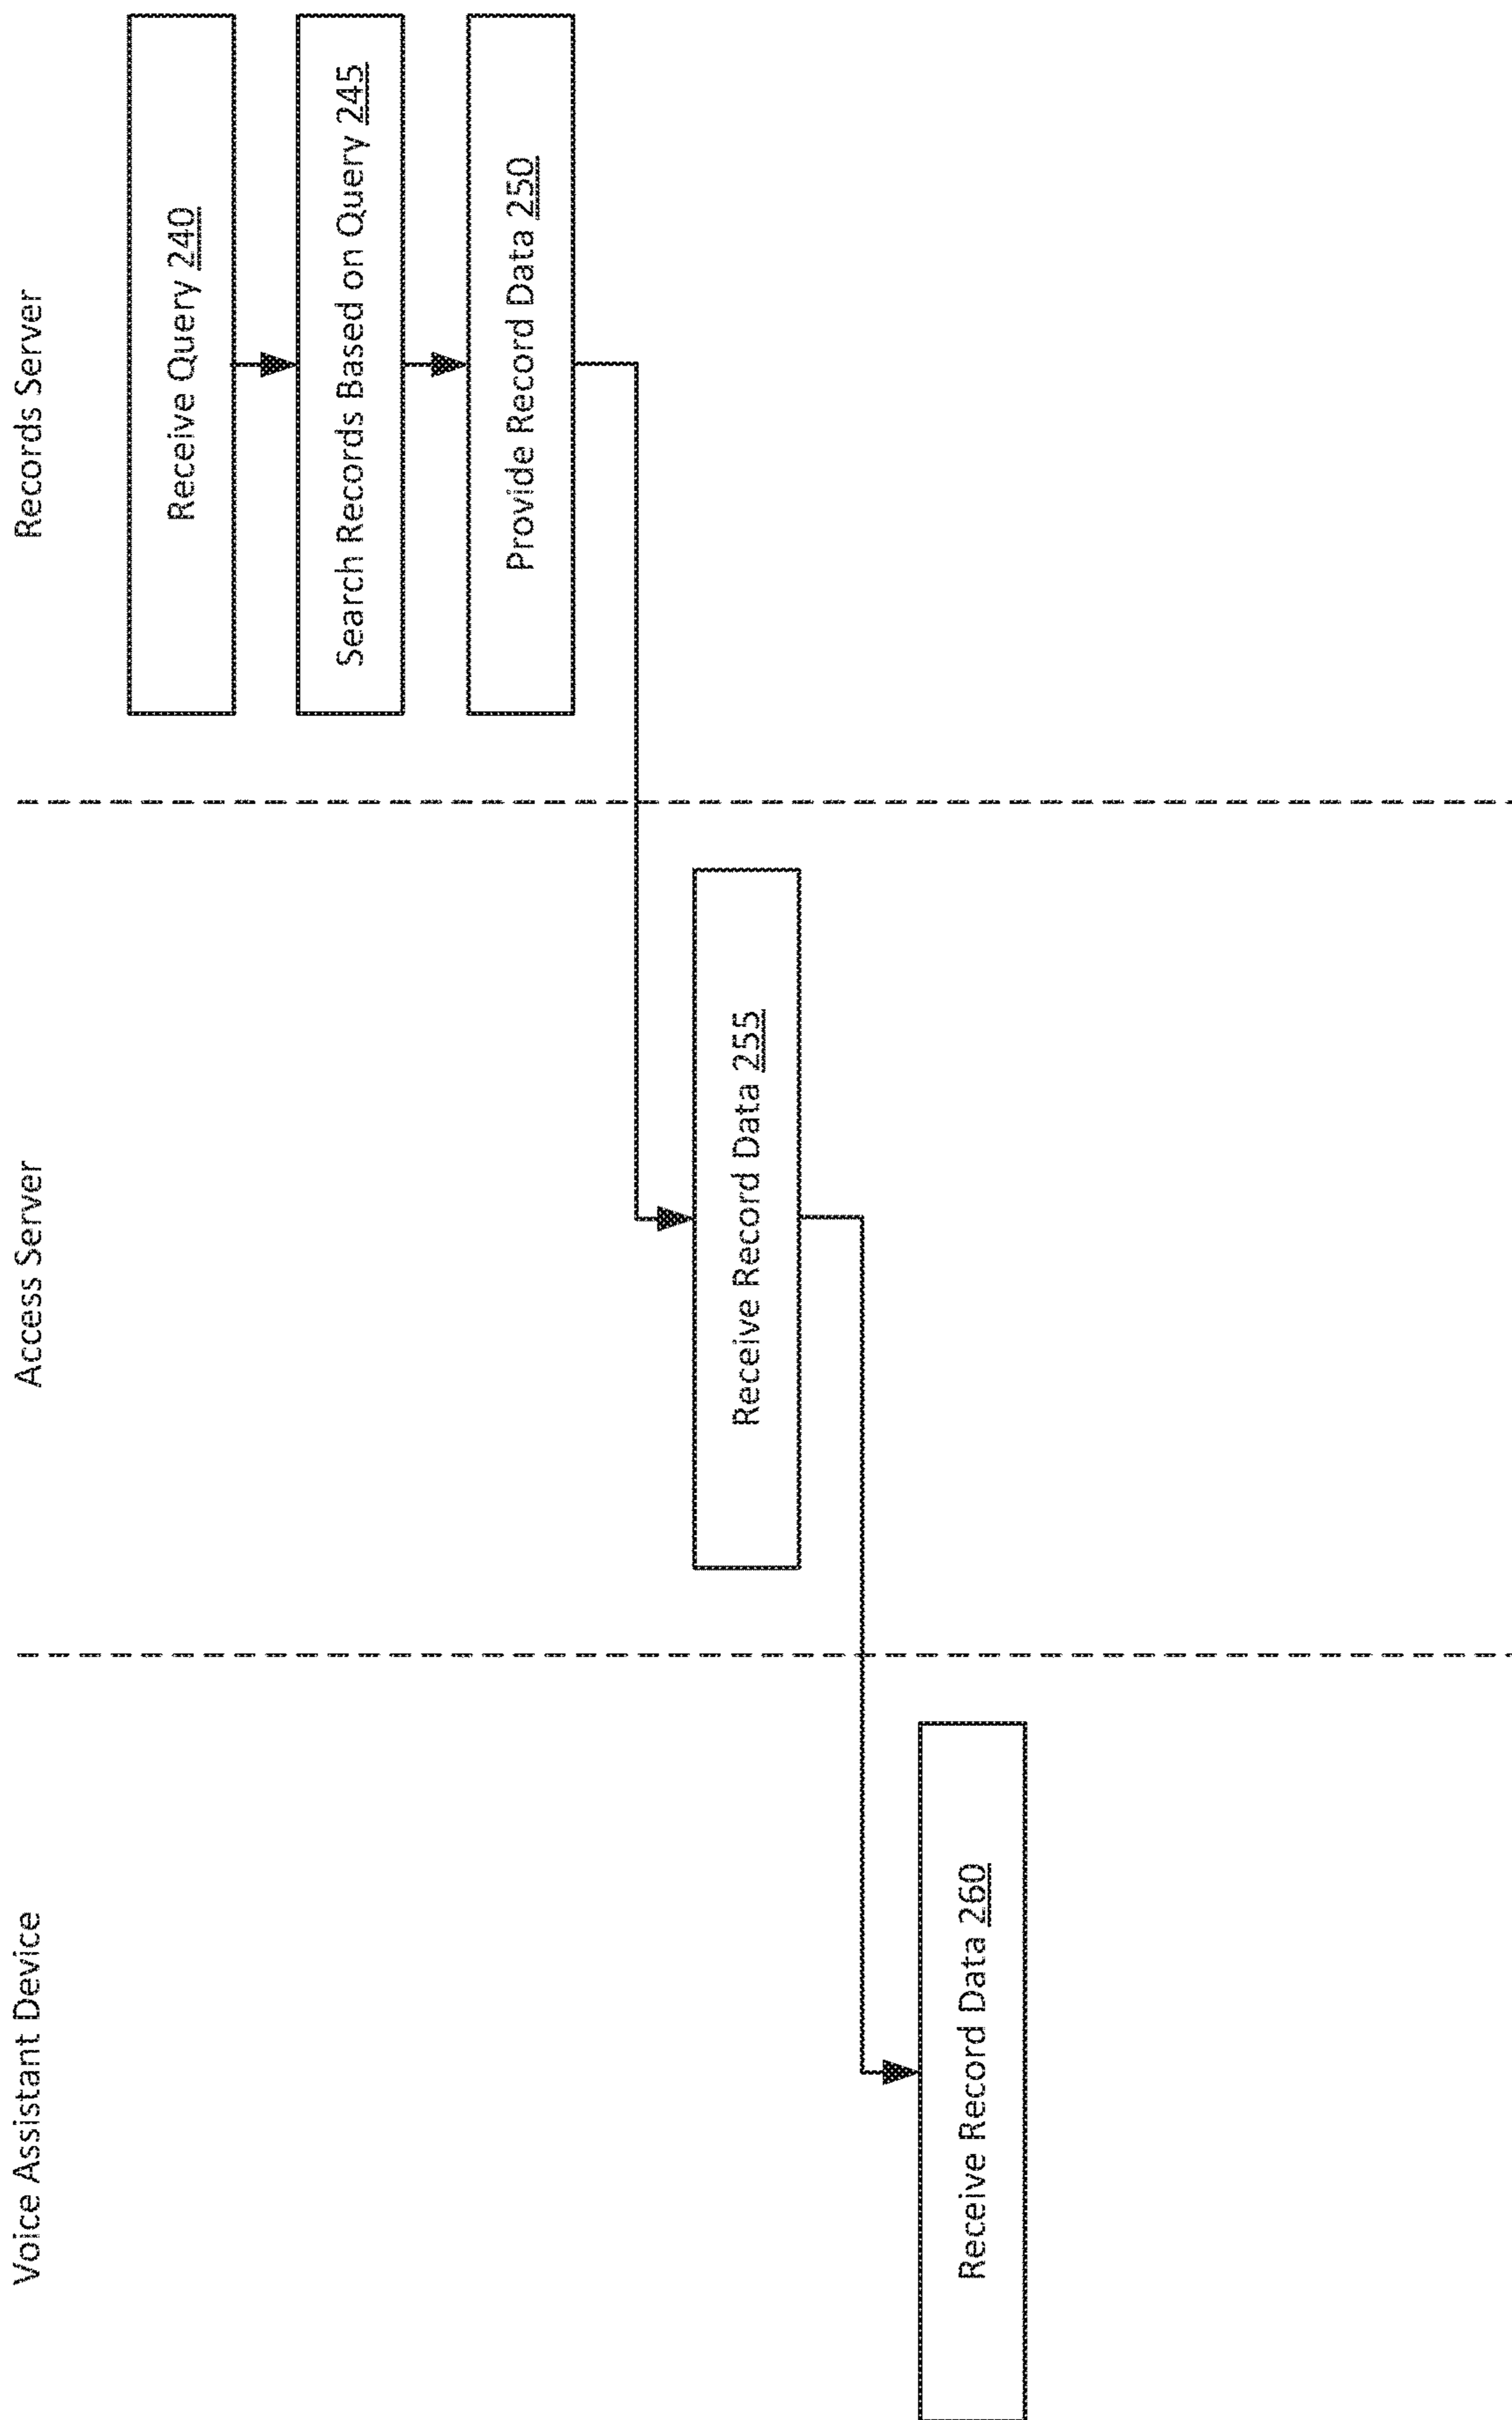 Voice Assistant Device
Access Server
Records Server
Receive Query 240
Search Records Based on Query 245
Provide Record Data 250
Receive Record Data 255
Receive Record Data 260